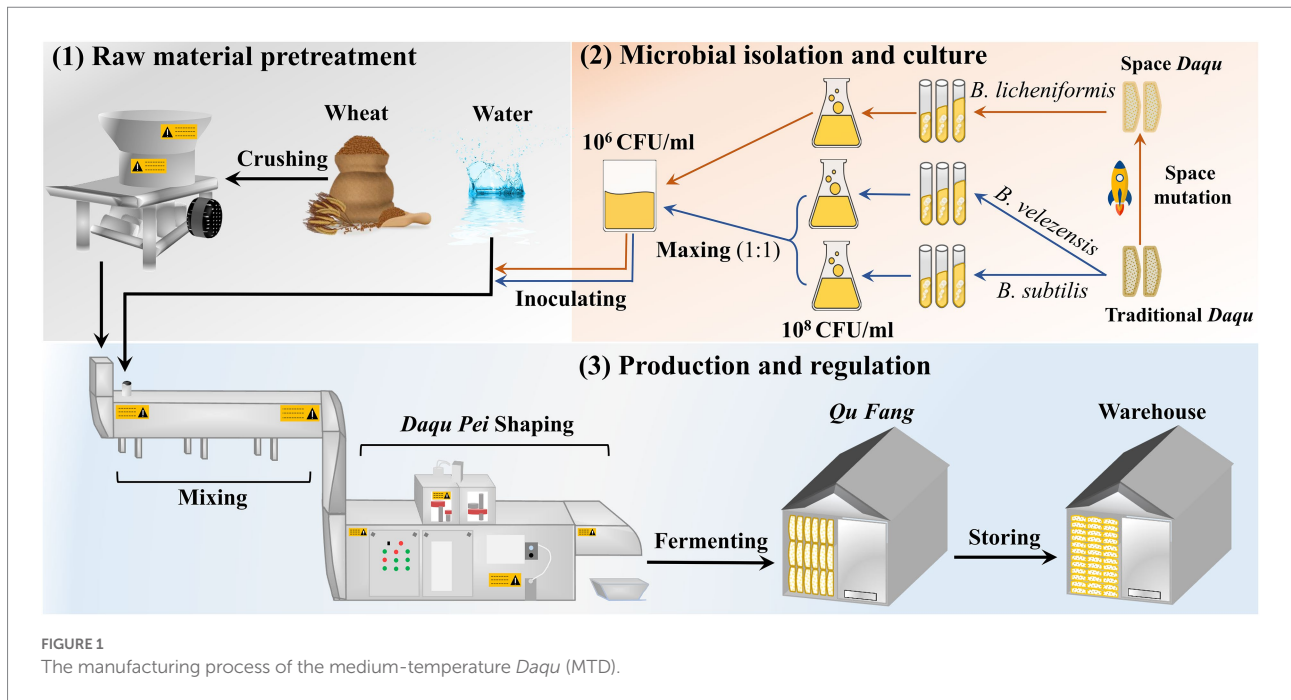 (1) Raw material pretreatment
Wheat
Water
Crushing
(2) Microbial isolation and culture
Space Daqu
B. licheniformis
10⁶ CFU/ml
Space
mutation
B. velezensis
Maxing (1:1)
B. subtilis
Inoculating
Traditional Daqu
10⁸ CFU/ml
(3) Production and regulation
Mixing
Daqu Pei Shaping
Fermenting
Qu Fang
Storing
Warehouse
FIGURE 1
The manufacturing process of the medium-temperature Daqu (MTD).